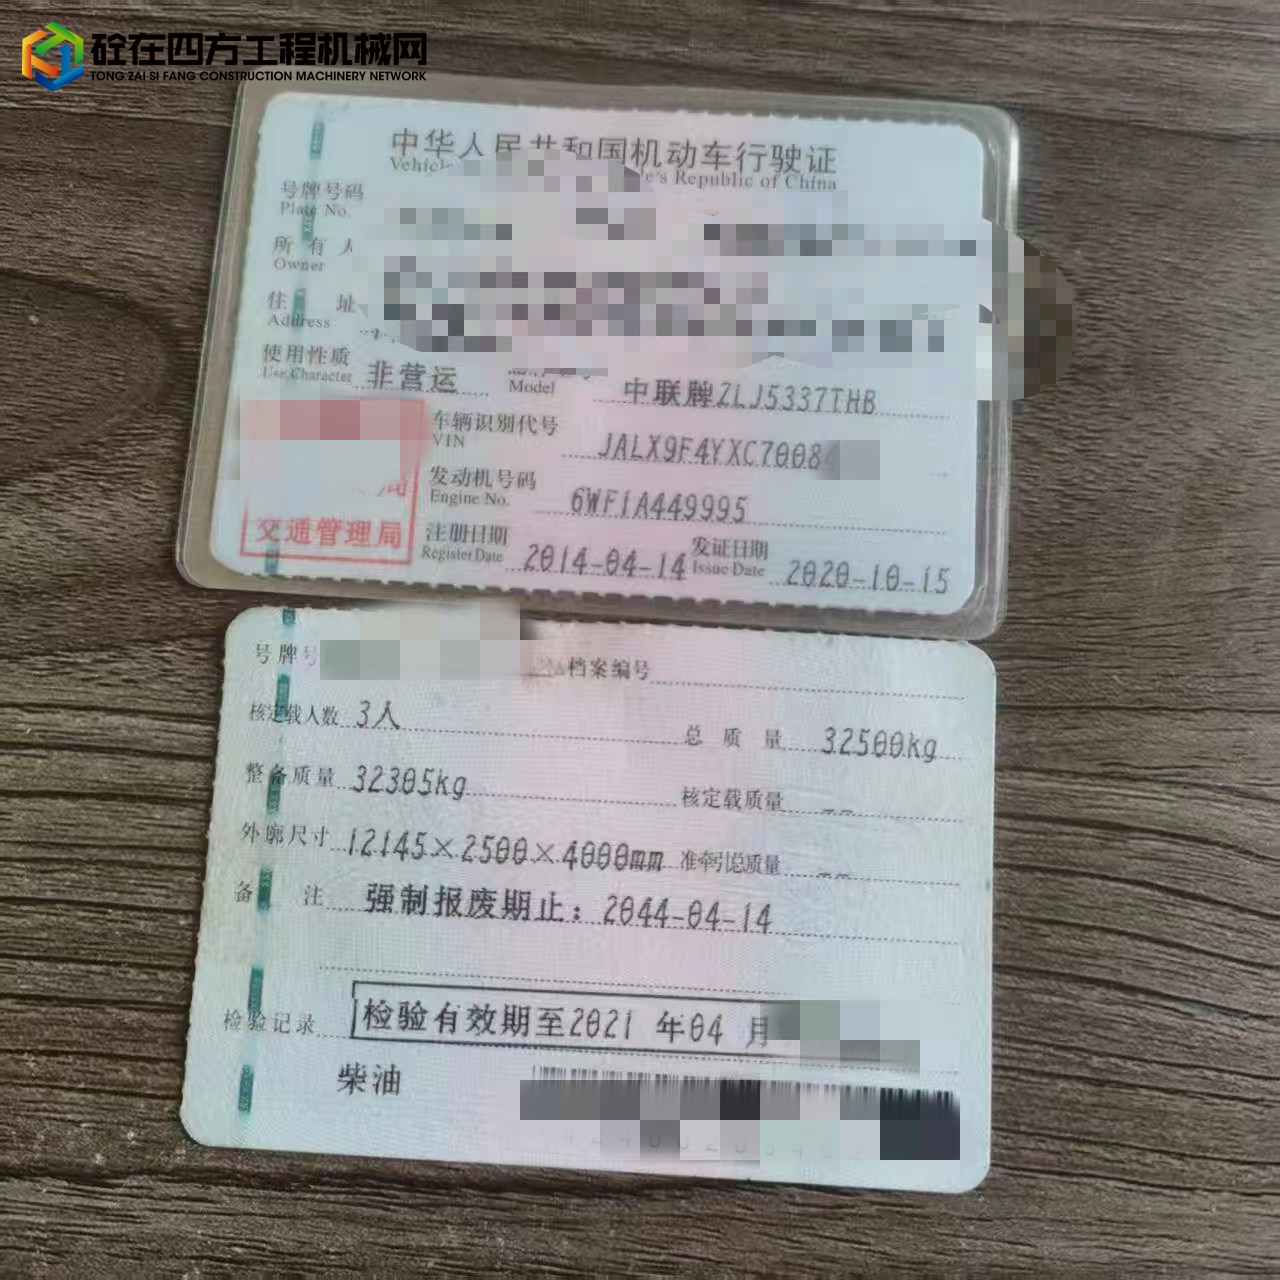 砼在四方工程机械网
TONG ZAI SI FANG CONSTRUCTION MACHINERY NETWORK
中华人民共和国机动车行驶证
Vehicle 's Republic of China
号牌号码
Plate No.
所有人
Owner
住址
Address
使用性质 非营运
Use Character Model 中联牌ZLJ5337THB
车辆识别代号
VIN JALX9F4YXC70084
发动机号码
Engine No. 6WF1A449995
注册日期 发证日期
Register Date 2014-04-14 Issue Date 2020-10-15
局
交通管理局
号牌号 档案编号
核定载人数 3人 总质量 32500kg
整备质量 32305kg 核定载质量 --
外廓尺寸 12145×2500×4000mm 准牵引总质量 --
备注 强制报废期止：2044-04-14
检验记录 检验有效期至2021 年04 月
柴油